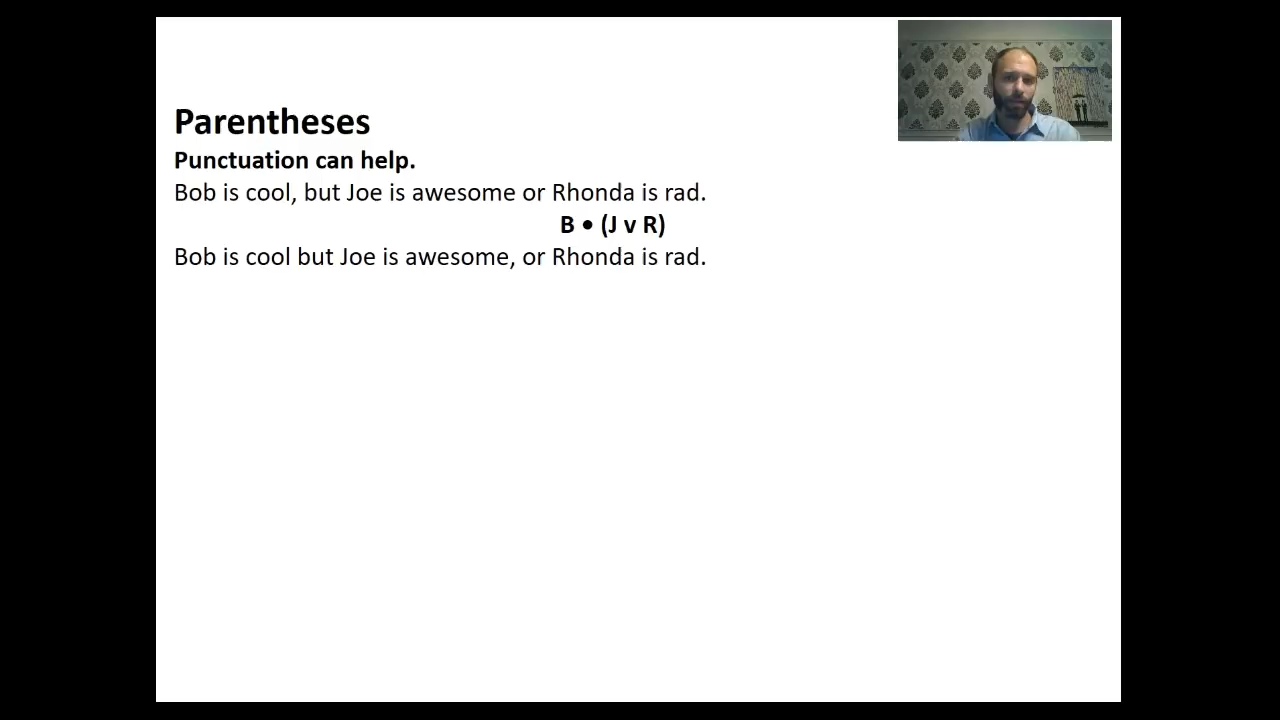 Parentheses
Punctuation can help.
Bob is cool, but Joe is awesome or Rhonda is rad.
B • (J v R)
Bob is cool but Joe is awesome, or Rhonda is rad.